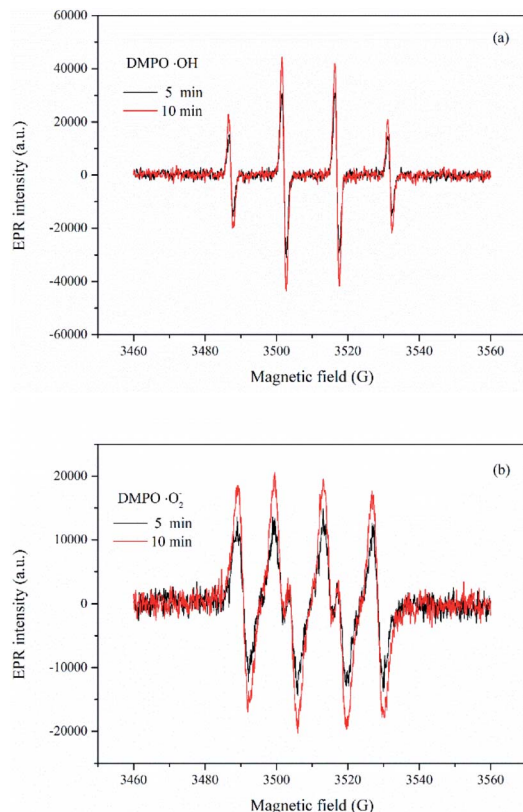 (a)
DMPO ·OH
5 min
10 min
60000
40000
20000
0
-20000
-40000
-60000
EPR intensity (a.u.)
3460 3480 3500 3520 3540 3560
Magnetic field (G)
(b)
DMPO ·O₂⁻
5 min
10 min
20000
10000
0
-10000
-20000
EPR intensity (a.u.)
3460 3480 3500 3520 3540 3560
Magnetic field (G)